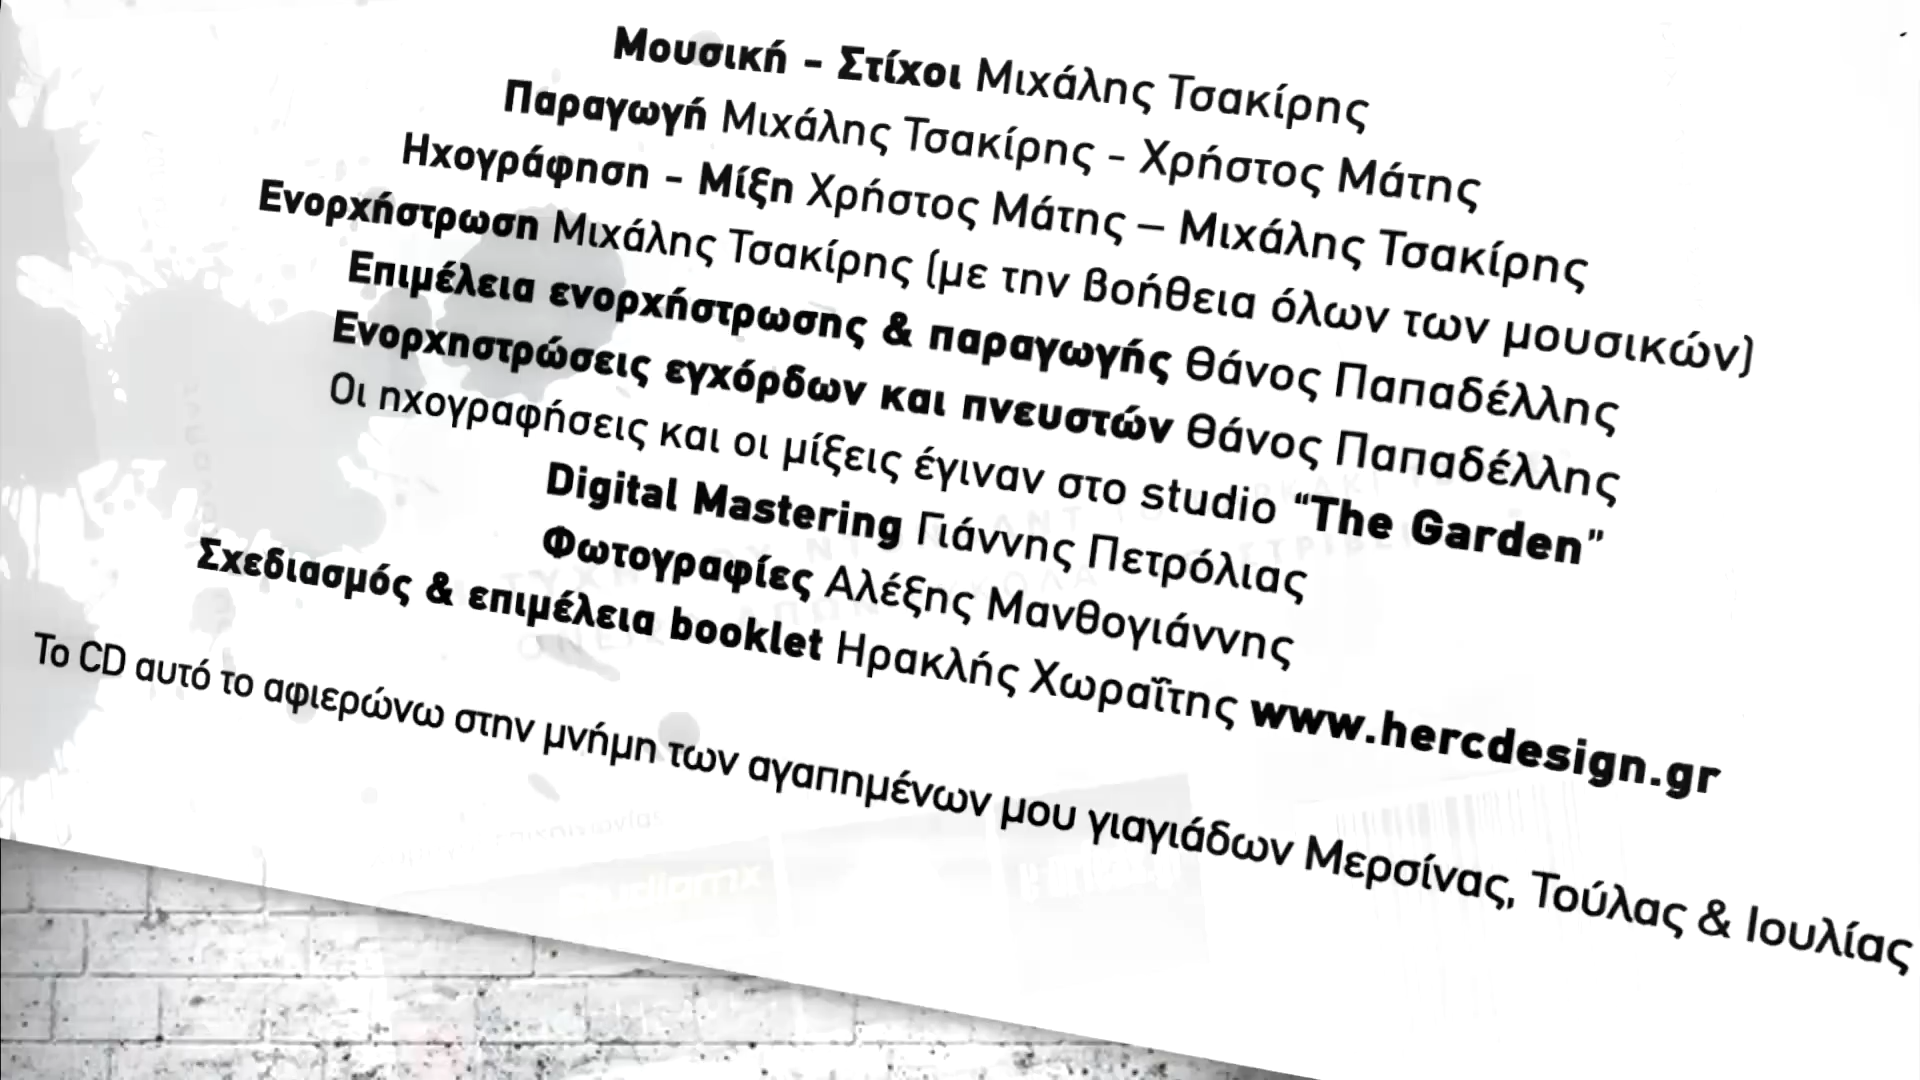 Μουσική - Στίχοι Μιχάλης Τσακίρης
Παραγωγή Μιχάλης Τσακίρης - Χρήστος Μάτης
Ηχογράφηση - Μίξη Χρήστος Μάτης – Μιχάλης Τσακίρης
Ενορχήστρωση Μιχάλης Τσακίρης (με την βοήθεια όλων των μουσικών)
Επιμέλεια ενορχήστρωσης & παραγωγής Θάνος Παπαδέλλης
Ενορχηστρώσεις εγχόρδων και πνευστών Θάνος Παπαδέλλης
Οι ηχογραφήσεις και οι μίξεις έγιναν στο studio “The Garden”
Digital Mastering Γιάννης Πετρόλιας
Φωτογραφίες Αλέξης Μανθογιάννης
Σχεδιασμός & επιμέλεια booklet Ηρακλής Χωραΐτης www.hercdesign.gr
Το CD αυτό το αφιερώνω στην μνήμη των αγαπημένων μου γιαγιάδων Μερσίνας, Τούλας & Ιουλίας